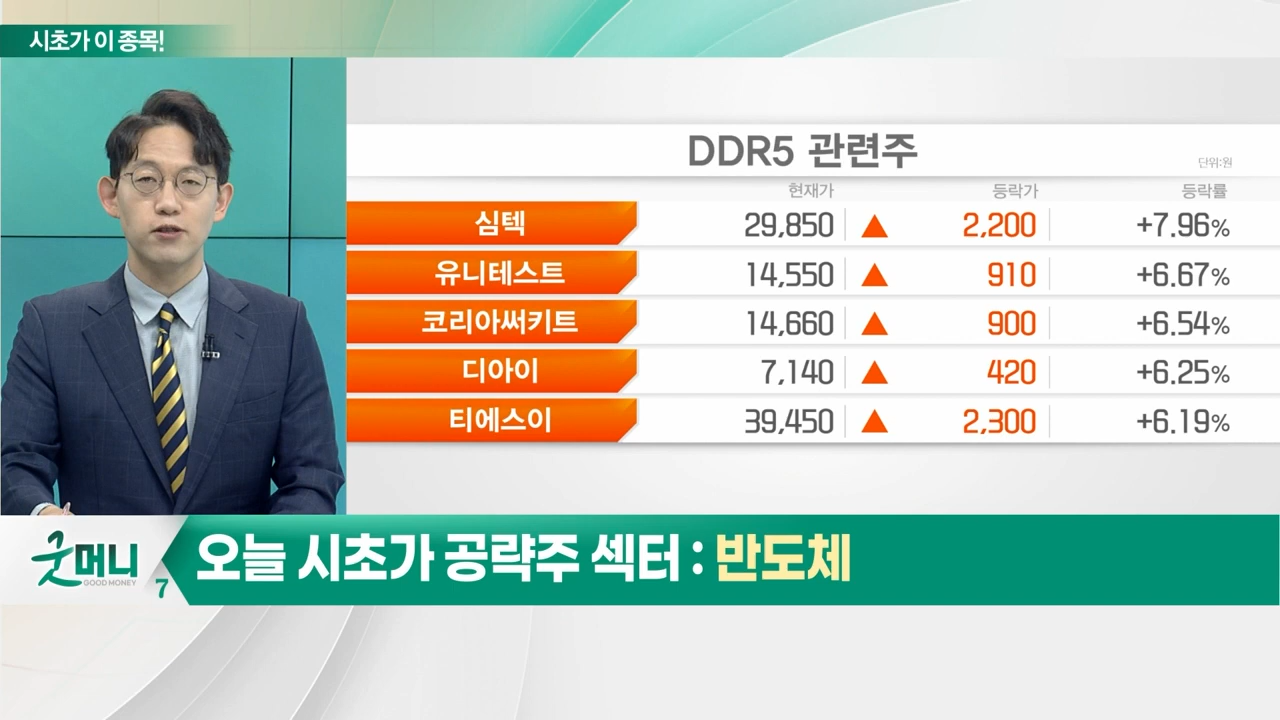 시초가 이 종목!
DDR5 관련주
단위:원
현재가 등락가 등락률
심텍 29,850 ▲ 2,200 +7.96%
유니테스트 14,550 ▲ 910 +6.67%
코리아써키트 14,660 ▲ 900 +6.54%
디아이 7,140 ▲ 420 +6.25%
티에스이 39,450 ▲ 2,300 +6.19%
굿머니
GOOD MONEY
7
오늘 시초가 공략주 섹터 : 반도체